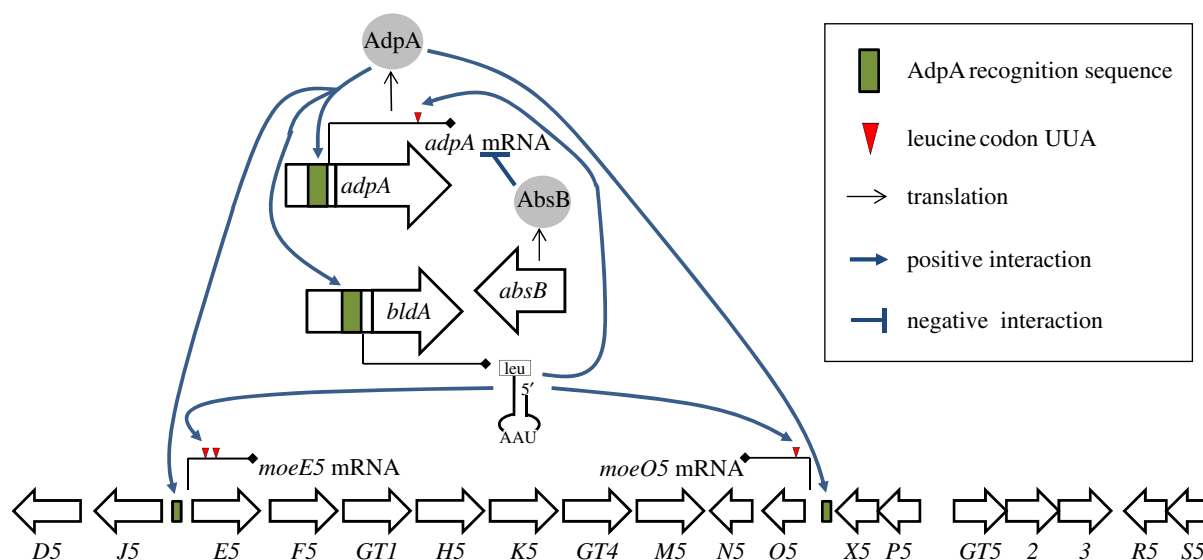 AdpA
AdpA recognition sequence
leucine codon UUA
adpA mRNA
adpA
AbsB
translation
positive interaction
absB
bldA
negative interaction
leu
5′
AAU
moeE5 mRNA
moeO5 mRNA
D5 J5 E5 F5 GT1 H5 K5 GT4 M5 N5 O5 X5 P5 GT5 2 3 R5 S5